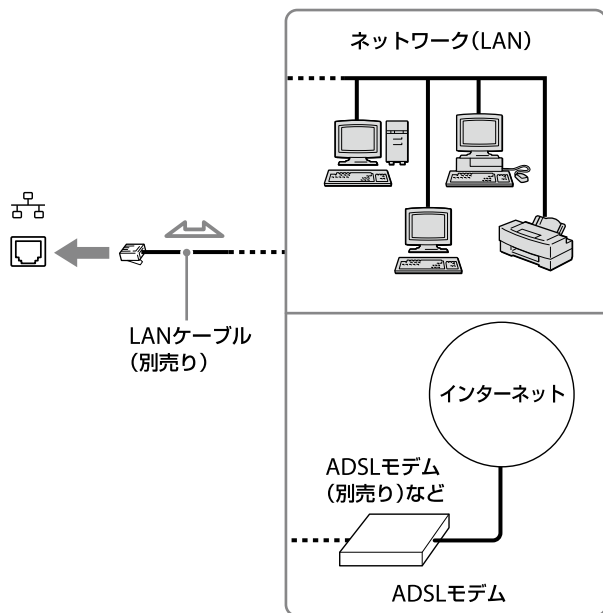 ネットワーク(LAN)
LANケーブル
(別売り)
インターネット
ADSLモデム
(別売り)など
ADSLモデム